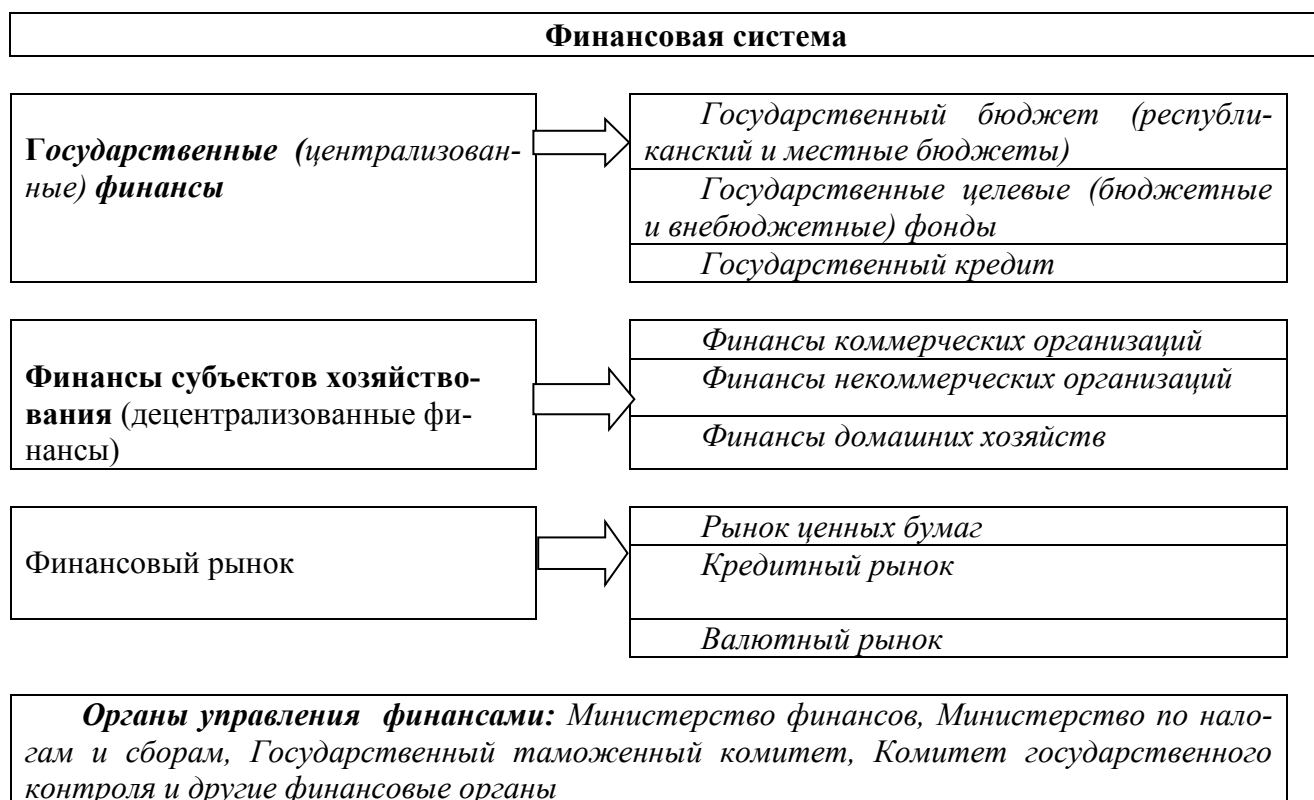 Финансовая система
Государственные (централизован-
ные) финансы
Государственный бюджет (республи-
канский и местные бюджеты)
Государственные целевые (бюджетные
и внебюджетные) фонды
Государственный кредит
Финансы субъектов хозяйство-
вания (децентрализованные фи-
нансы)
Финансы коммерческих организаций
Финансы некоммерческих организаций
Финансы домашних хозяйств
Финансовый рынок
Рынок ценных бумаг
Кредитный рынок
Валютный рынок
Органы управления финансами: Министерство финансов, Министерство по нало-
гам и сборам, Государственный таможенный комитет, Комитет государственного
контроля и другие финансовые органы